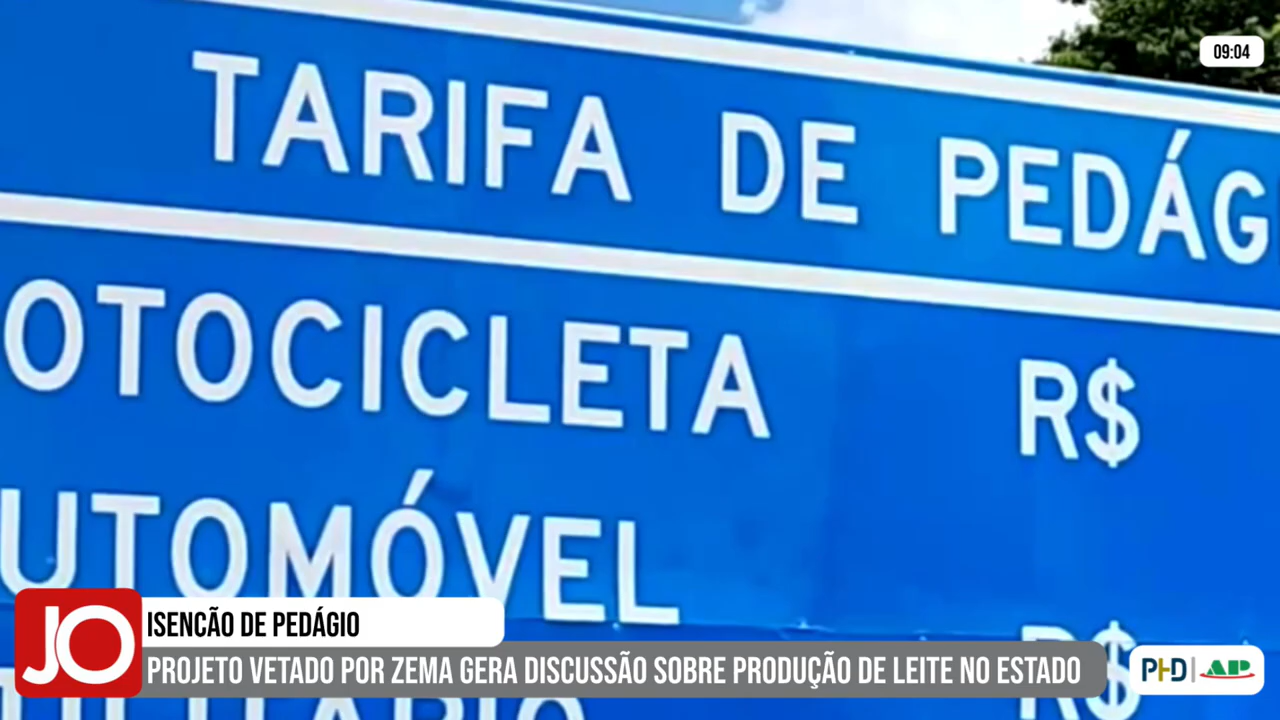 09:04
TARIFA DE PEDÁG
OTOCICLETA R$
UTOMÓVEL
R$
JO
ISENCÃO DE PEDÁGIO
PROJETO VETADO POR ZEMA GERA DISCUSSÃO SOBRE PRODUÇÃO DE LEITE NO ESTADO
PHD AP